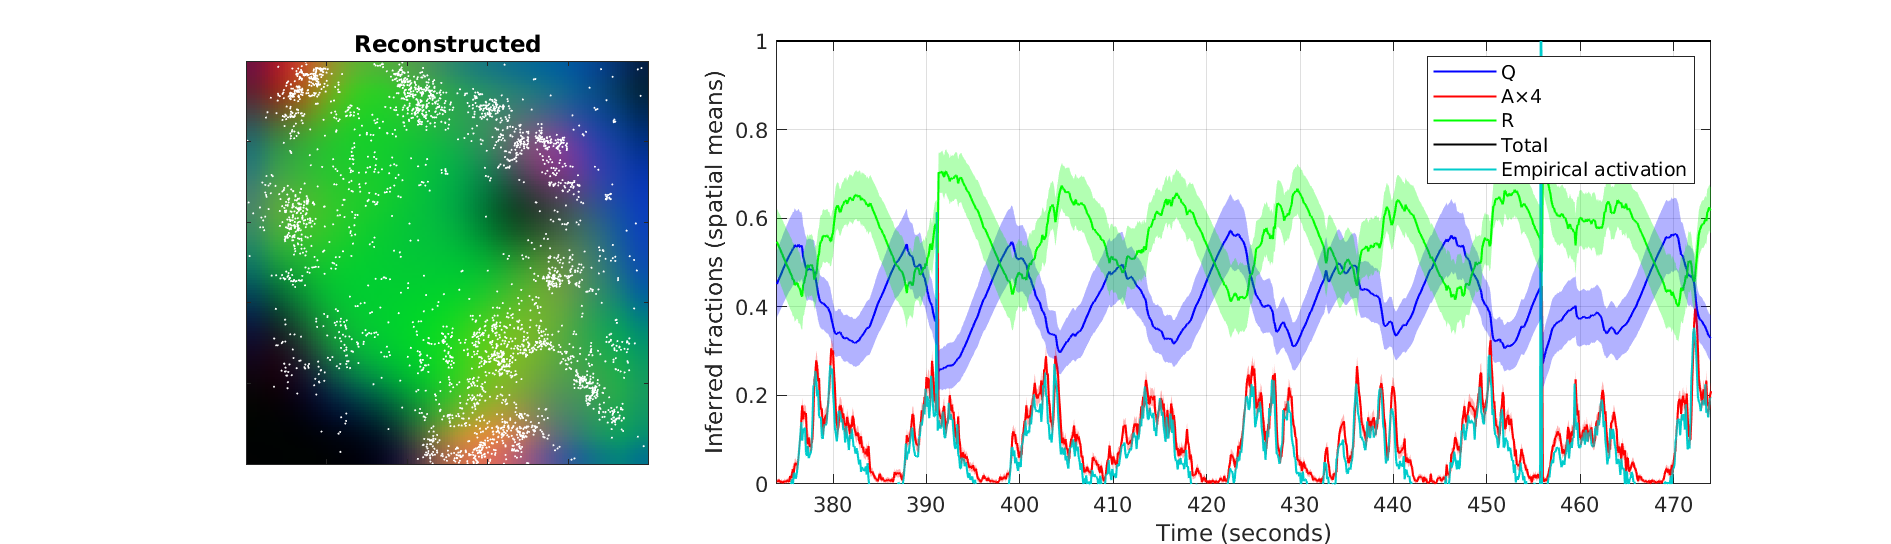 Reconstructed
Inferred fractions (spatial means)
1
0.8
0.6
0.4
0.2
0
380 390 400 410 420 430 440 450 460 470
Time (seconds)
Q
A×4
R
Total
Empirical activation